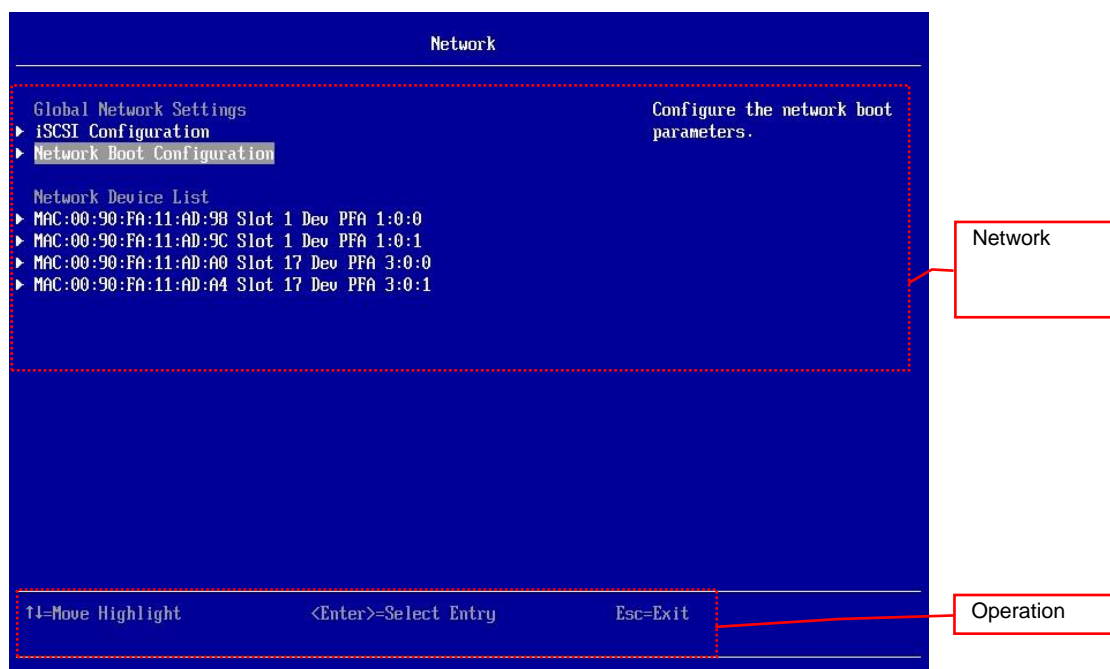 Network
Global Network Settings
► iSCSI Configuration
► Network Boot Configuration
Configure the network boot
parameters.
Network Device List
► MAC:00:90:FA:11:AD:98 Slot 1 Dev PFA 1:0:0
► MAC:00:90:FA:11:AD:9C Slot 1 Dev PFA 1:0:1
► MAC:00:90:FA:11:AD:A0 Slot 17 Dev PFA 3:0:0
► MAC:00:90:FA:11:AD:A4 Slot 17 Dev PFA 3:0:1
Network
↑↓=Move Highlight <Enter>=Select Entry Esc=Exit
Operation